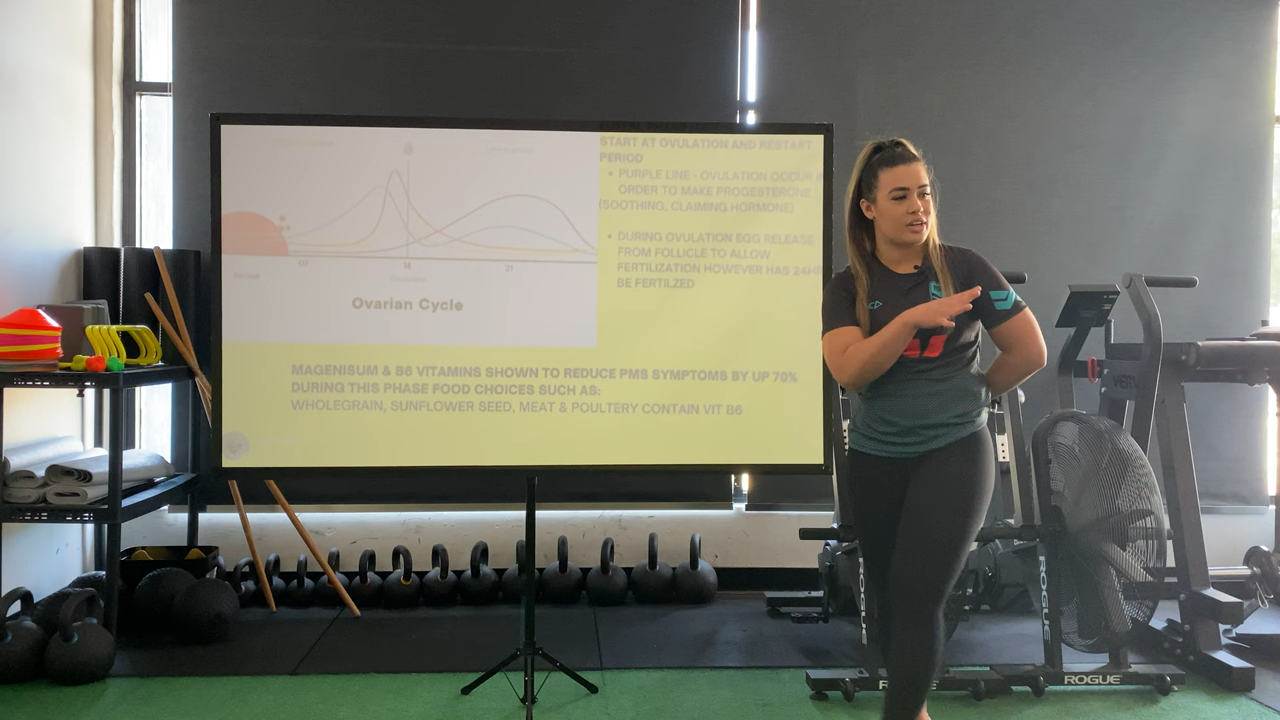 START AT OVULATION AND RESTART
PERIOD
PURPLE LINE - OVULATION OCCUR
ORDER TO MAKE PROGESTERONE
(SOOTHING, CLAIMING HORMONE)
DURING OVULATION EGG RELEASE
FROM FOLLICLE TO ALLOW
FERTILIZATION HOWEVER HAS 24H
BE FERTILZED
07 14 21
Ovarian Cycle
MAGENISUM & B6 VITAMINS SHOWN TO REDUCE PMS SYMPTOMS BY UP 70%
DURING THIS PHASE FOOD CHOICES SUCH AS:
WHOLEGRAIN, SUNFLOWER SEED, MEAT & POULTERY CONTAIN VIT B6
ROGUE
ROGUE
ROGUE